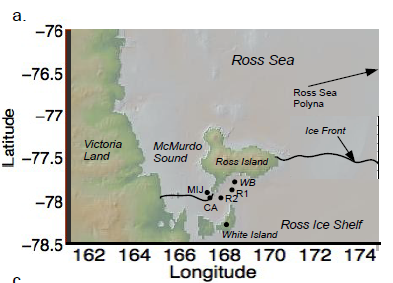 a.
-76
-76.5
-77
-77.5
-78
-78.5
Latitude
Ross Sea
Ross Sea
Polyna
Ice Front
Victoria
Land
McMurdo
Sound
Ross Island
WB
MIJ
R1
R2
CA
White Island
Ross Ice Shelf
162 164 166 167 168 170 172 174
Longitude